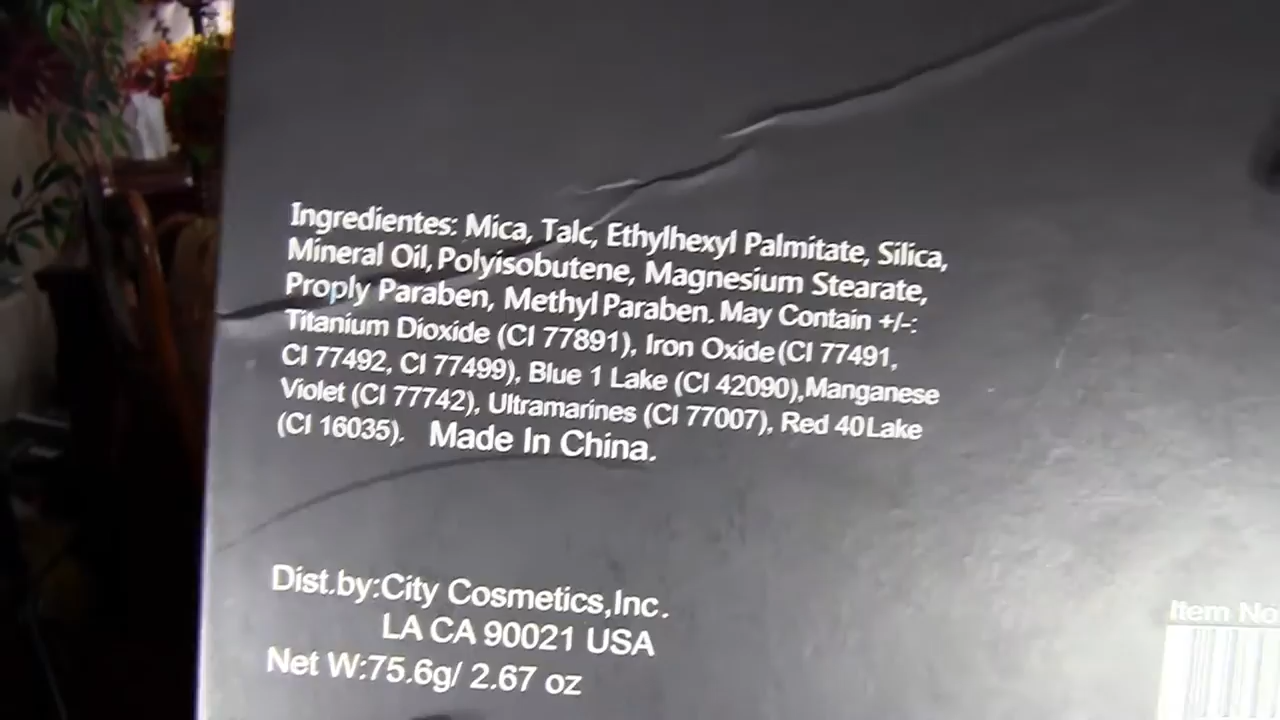 Ingredientes: Mica, Talc, Ethylhexyl Palmitate, Silica,
Mineral Oil, Polyisobutene, Magnesium Stearate,
Proply Paraben, Methyl Paraben. May Contain +/-:
Titanium Dioxide (CI 77891), Iron Oxide (CI 77491,
CI 77492, CI 77499), Blue 1 Lake (CI 42090),Manganese
Violet (CI 77742), Ultramarines (CI 77007), Red 40 Lake
(CI 16035). Made In China.
Dist.by:City Cosmetics,Inc.
LA CA 90021 USA
Net W:75.6g/ 2.67 oz
Item No